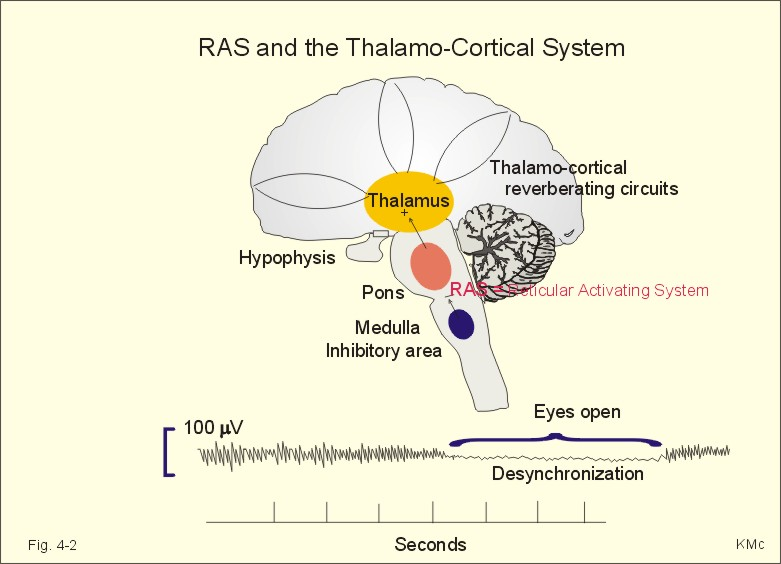 RAS and the Thalamo-Cortical System
Thalamo-cortical
reverberating circuits
Thalamus
+
Hypophysis
Pons
RAS = Reticular Activating System
Medulla
Inhibitory area
Eyes open
100 µV
Desynchronization
Seconds
Fig. 4-2
KMc